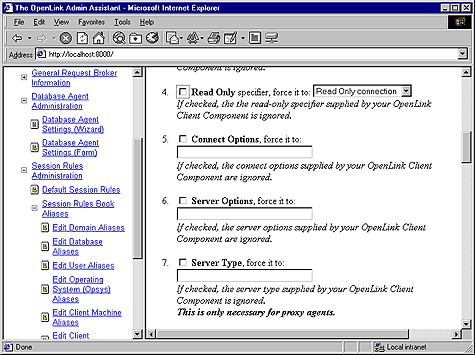 The OpenLink Admin Assistant - Microsoft Internet Explorer
File Edit View Favorites Tools Help
Address http://localhost:8000/
General Request Broker
Information
Database Agent
Administration
Database Agent
Settings (Wizard)
Database Agent
Settings (Form)
Session Rules
Administration
Default Session Rules
Session Rules Book
Aliases
Edit Domain Aliases
Edit Database
Aliases
Edit User Aliases
Edit Operating
System (Opsys)
Aliases
Edit Client Machine
Aliases
Edit Client
Component is ignored.
4. Read Only specifier, force it to: Read Only connection
If checked, the the read-only specifier supplied by your OpenLink
Client Component is ignored.
5. Connect Options, force it to:
If checked, the connect options supplied by your OpenLink Client
Component are ignored.
6. Server Options, force it to:
If checked, the server options supplied by your OpenLink Client
Component are ignored.
7. Server Type, force it to:
If checked, the server type supplied by your OpenLink Client
Component is ignored.
This is only necessary for proxy agents.
Done
Local intranet